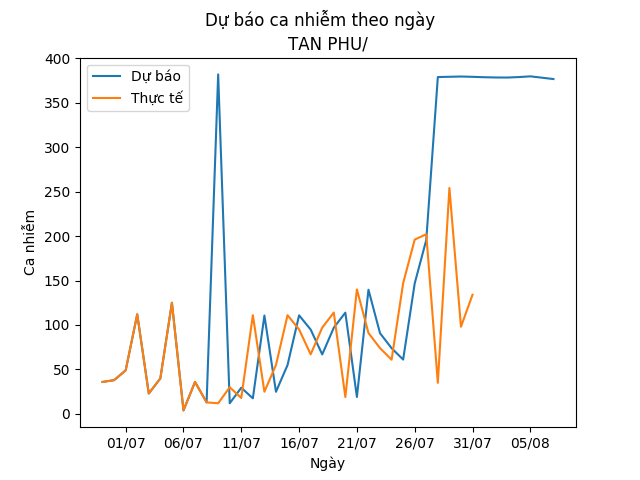 Dự báo ca nhiễm theo ngày
TAN PHU/
400
350
300
250
200
150
100
50
0
Ca nhiễm
Dự báo
Thực tế
01/07 06/07 11/07 16/07 21/07 26/07 31/07 05/08
Ngày